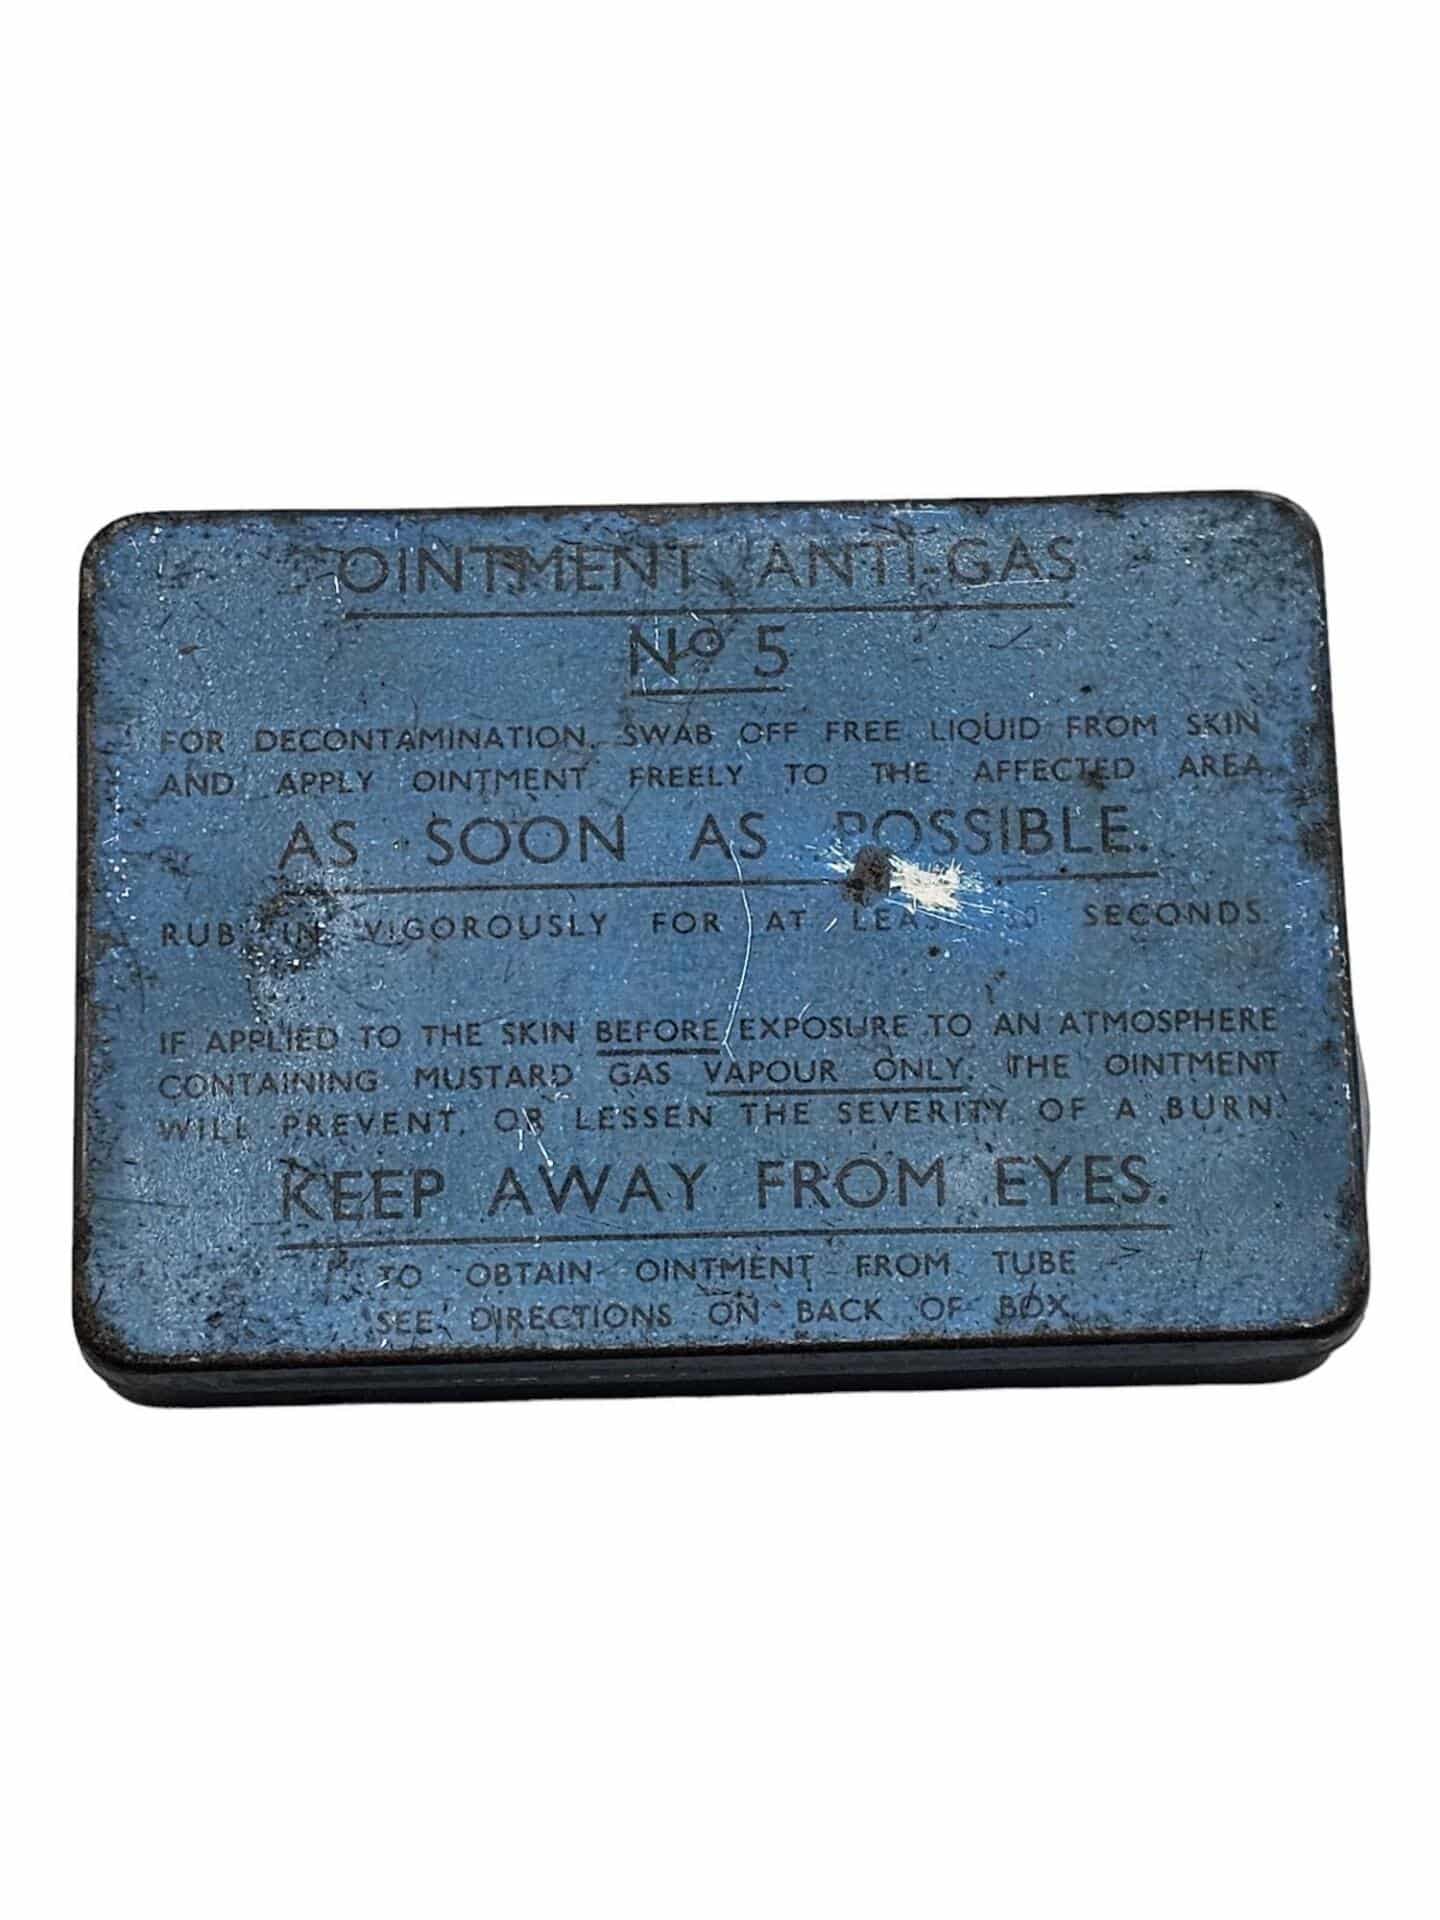 OINTMENT, ANTI-GAS
Nº 5
FOR DECONTAMINATION, SWAB OFF FREE LIQUID FROM SKIN
AND APPLY OINTMENT FREELY TO THE AFFECTED AREA
AS SOON AS POSSIBLE.
RUB IN VIGOROUSLY FOR AT SECONDS.
IF APPLIED TO THE SKIN BEFORE EXPOSURE TO AN ATMOSPHERE
CONTAINING MUSTARD GAS VAPOUR ONLY, THE OINTMENT
WILL PREVENT, OR LESSEN THE SEVERITY OF A BURN.
KEEP AWAY FROM EYES.
TO OBTAIN OINTMENT FROM TUBE
SEE DIRECTIONS ON BACK OF BOX